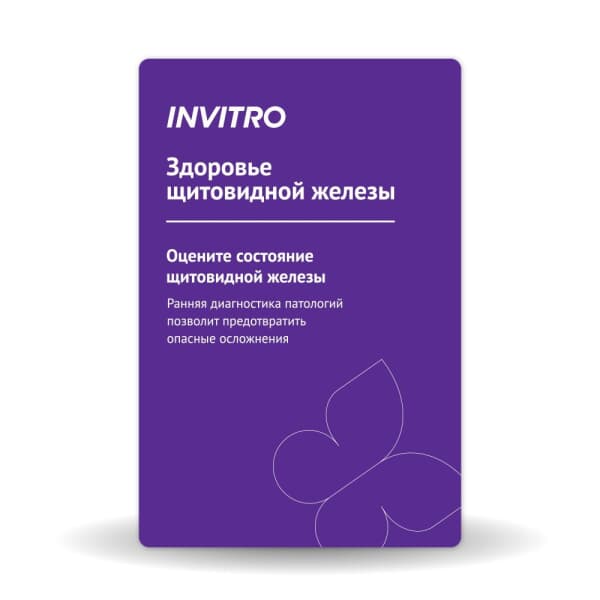 INVITRO
Здоровье
щитовидной железы
Оцените состояние
щитовидной железы
Ранняя диагностика патологий
позволит предотвратить
опасные осложнения